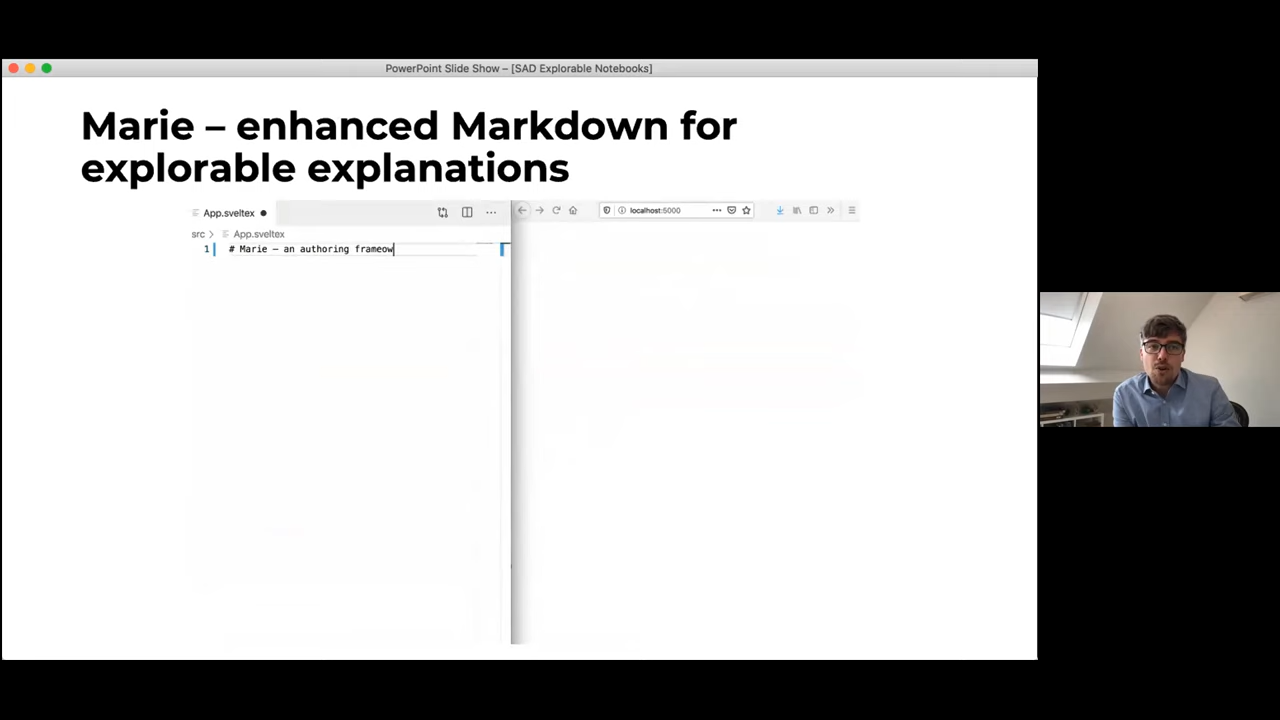 PowerPoint Slide Show – [SAD Explorable Notebooks]
Marie – enhanced Markdown for
explorable explanations
App.sveltex
localhost:5000
src > App.sveltex
1 # Marie – an authoring frameow